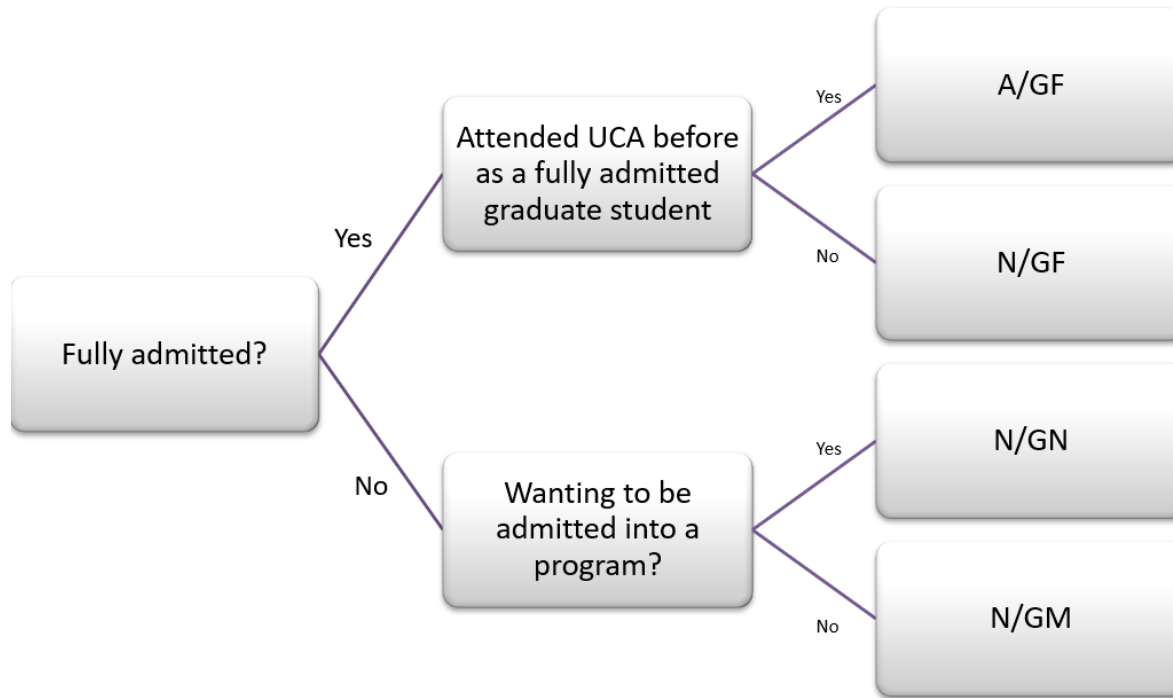 Fully admitted?
Yes
No
Attended UCA before
as a fully admitted
graduate student
Yes
No
A/GF
N/GF
Wanting to be
admitted into a
program?
Yes
No
N/GN
N/GM